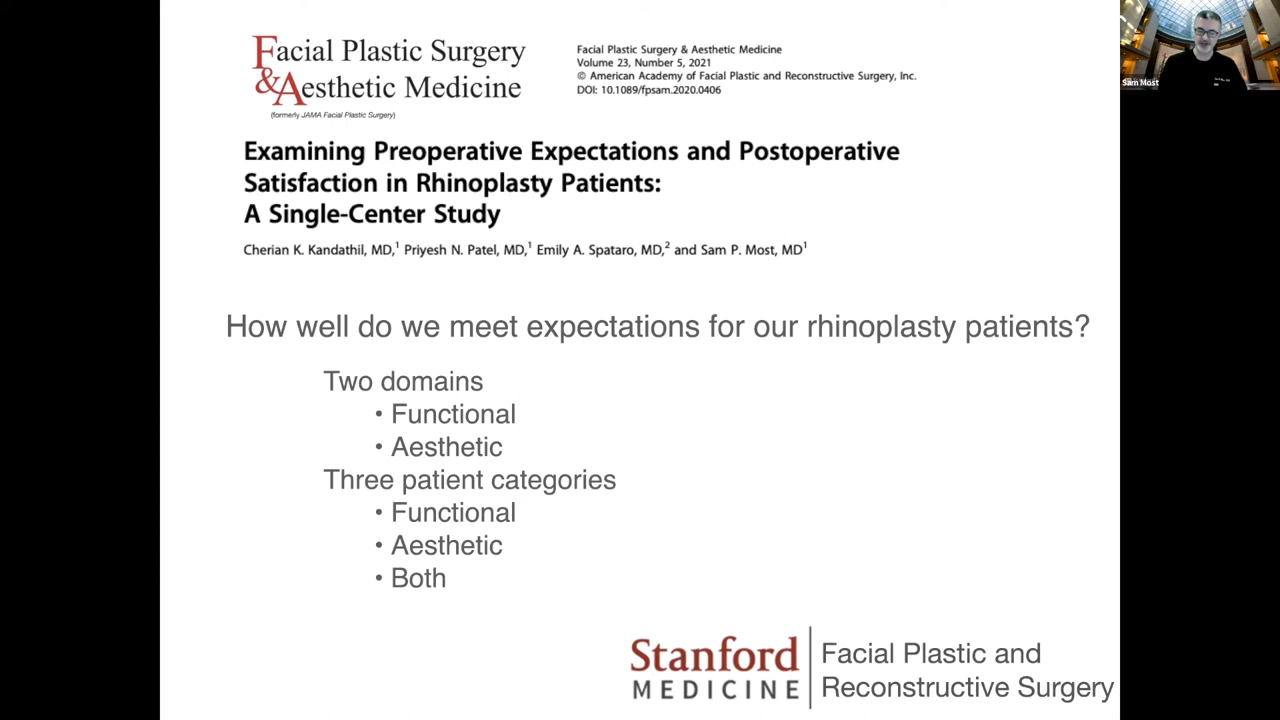 Facial Plastic Surgery
&Aesthetic Medicine
(formerly JAMA Facial Plastic Surgery)
Facial Plastic Surgery & Aesthetic Medicine
Volume 23, Number 5, 2021
© American Academy of Facial Plastic and Reconstructive Surgery, Inc.
DOI: 10.1089/fpsam.2020.0406
Sam Most
Examining Preoperative Expectations and Postoperative
Satisfaction in Rhinoplasty Patients:
A Single-Center Study
Cherian K. Kandathil, MD,1 Priyesh N. Patel, MD,1 Emily A. Spataro, MD,2 and Sam P. Most, MD1
How well do we meet expectations for our rhinoplasty patients?
Two domains
• Functional
• Aesthetic
Three patient categories
• Functional
• Aesthetic
• Both
Stanford
MEDICINE
Facial Plastic and
Reconstructive Surgery